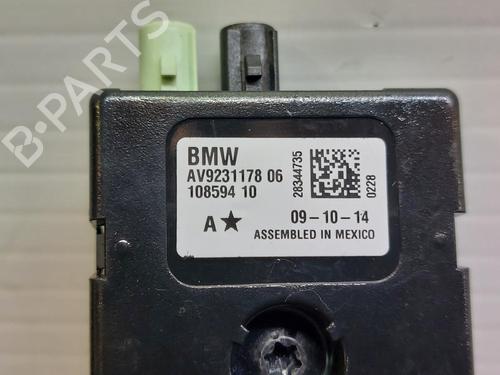 BMW
AV9231178 06
108594 10
28344735
0228
A★ 09-10-14
ASSEMBLED IN MEXICO
B-PARTS